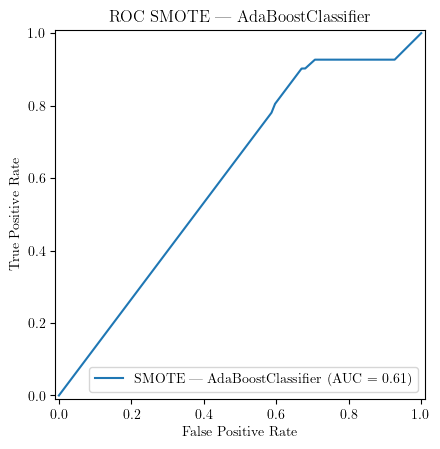 ROC SMOTE — AdaBoostClassifier
1.0
0.8
0.6
0.4
0.2
0.0
True Positive Rate
SMOTE — AdaBoostClassifier (AUC = 0.61)
0.0 0.2 0.4 0.6 0.8 1.0
False Positive Rate